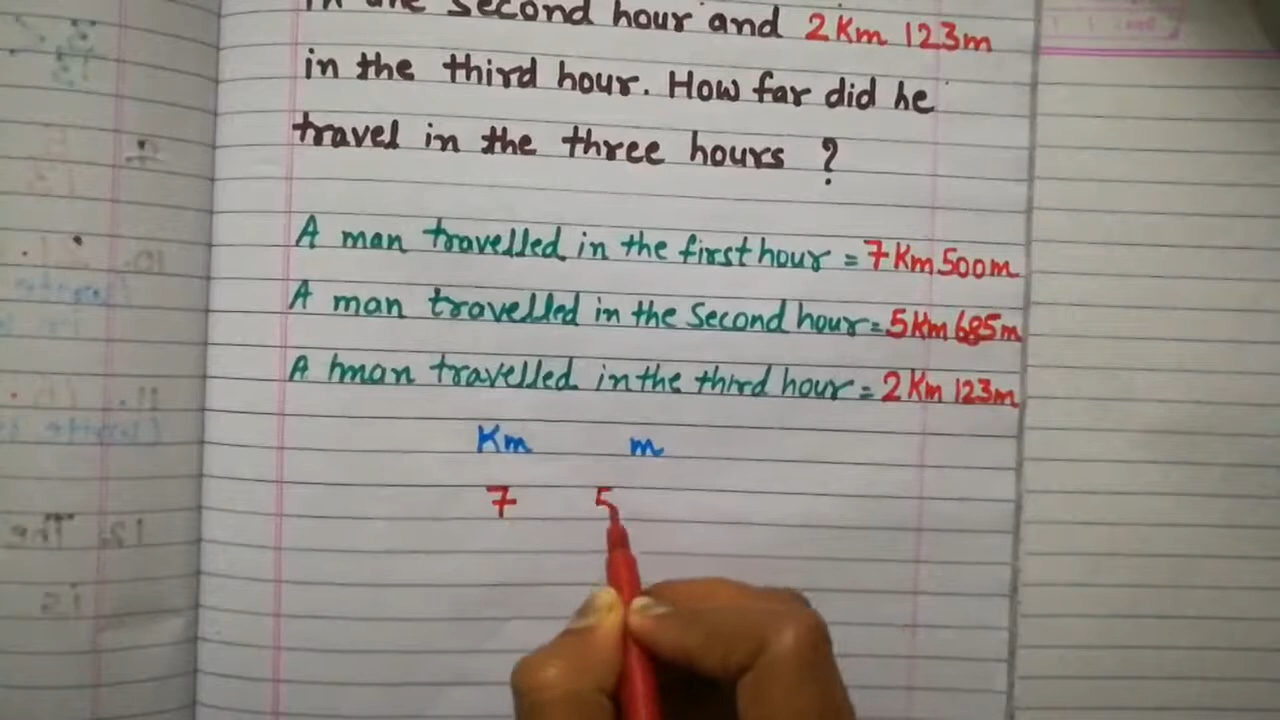 in the second hour and 2 Km 123m
in the third hour. How far did he
travel in the three hours ?
A man travelled in the first hour = 7 Km 500m
A man travelled in the Second hour = 5 Km 685m
A hman travelled in the third hour = 2 Km 123m
Km m
7 5